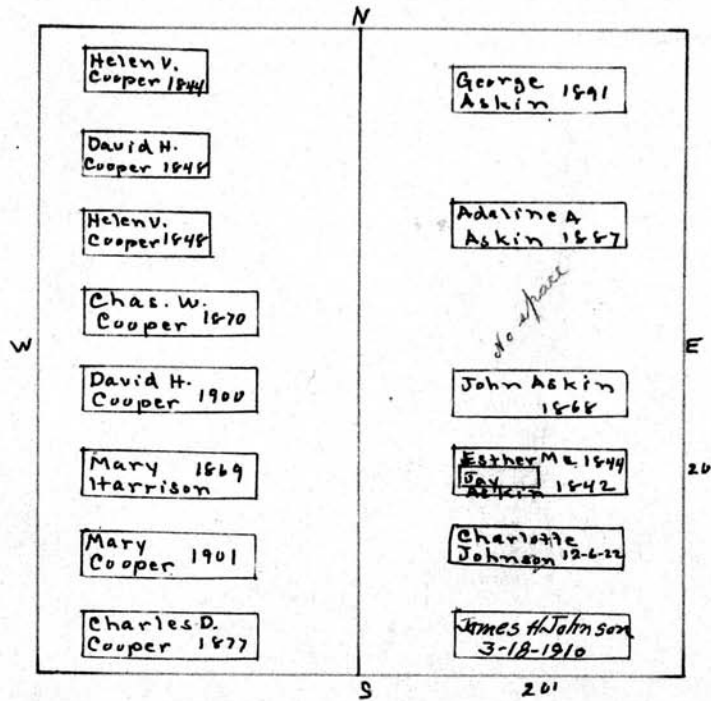 N
Helen V.
Cooper 1844
David H.
Cooper 1848
Helen V.
Cooper 1848
Chas. W.
Cooper 1870
W
David H.
Cooper 1900
Mary 1869
Harrison
Mary
Cooper 1901
Charles D.
Cooper 1877
S
George
Askin 1891
Adaline A
Askin 1887
No space
E
John Askin
1868
Esther Mc 1844
Jay
Askin 1842
20
Charlotte
Johnson 12-6-22
James H Johnson
3-18-1910
201